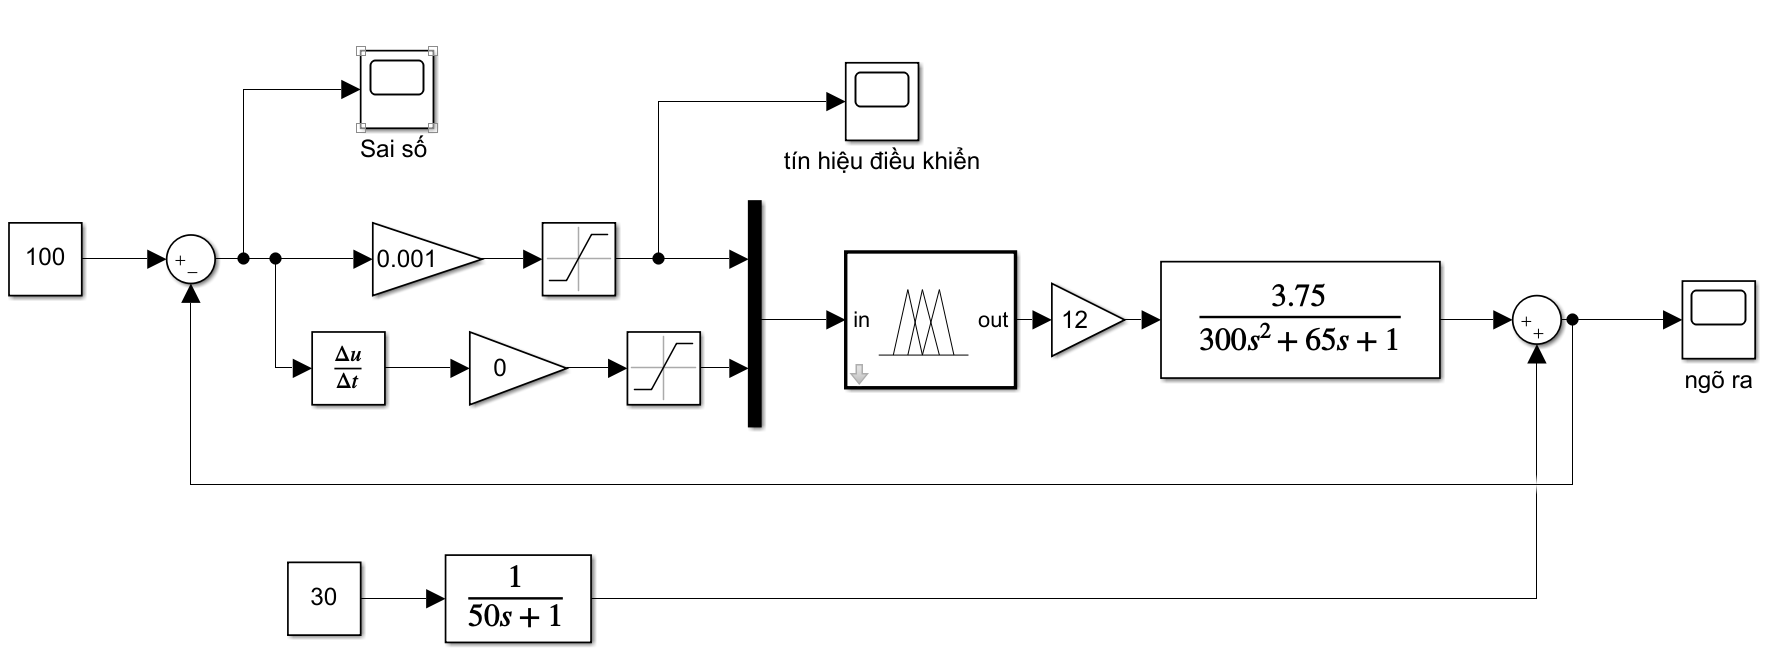 Sai số
tín hiệu điều khiển
100
+
−
0.001
Δu
Δt
0
in
out
12
3.75
300s² + 65s + 1
+
+
ngõ ra
30
1
50s + 1